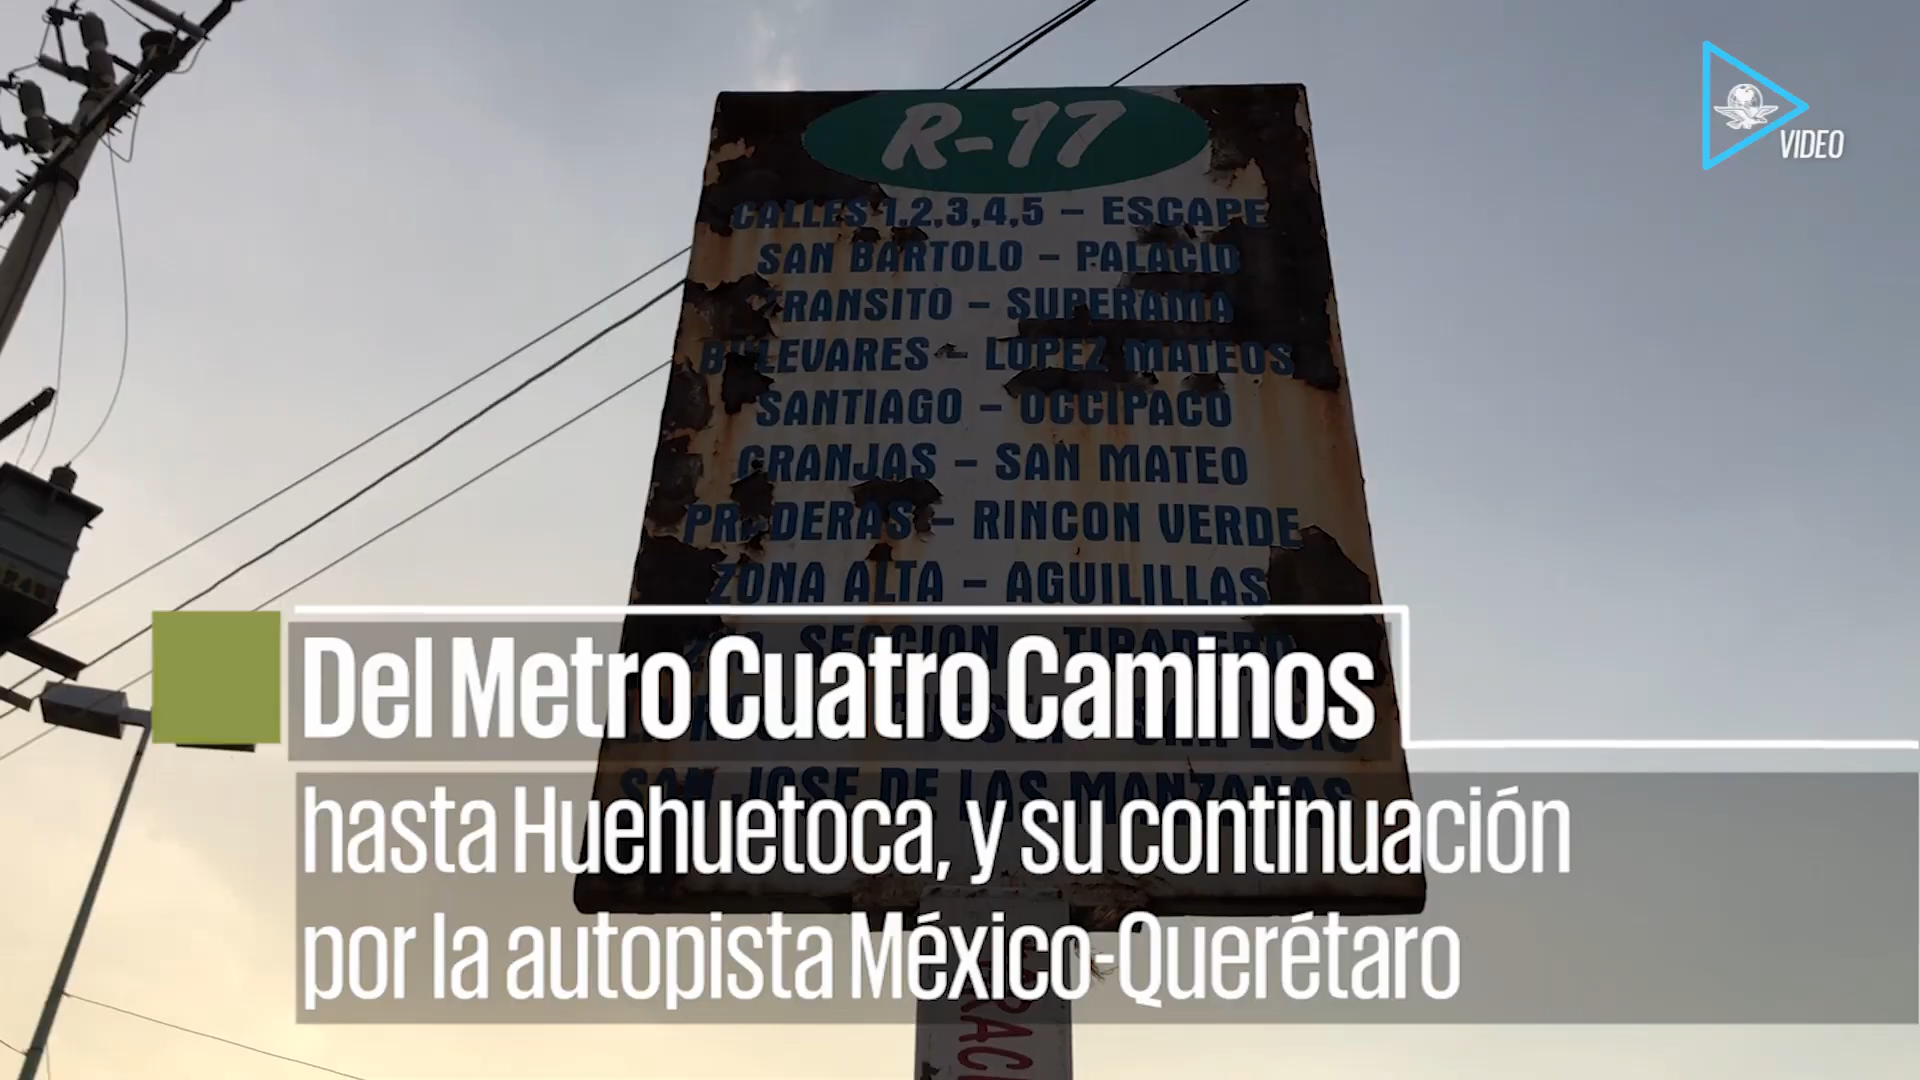 VIDEO
R-17
CALLES 1,2,3,4,5 – ESCAPE
SAN BARTOLO – PALACIO
TRANSITO – SUPERAMA
BULEVARES – LOPEZ MATEOS
SANTIAGO – OCCIPACO
GRANJAS – SAN MATEO
PRADERAS – RINCON VERDE
ZONA ALTA – AGUILILLAS
SECCION – TIRADERO
Del Metro Cuatro Caminos
SAN JOSE DE LAS MANZANAS
hasta Huehuetoca, y su continuación
por la autopista México-Querétaro